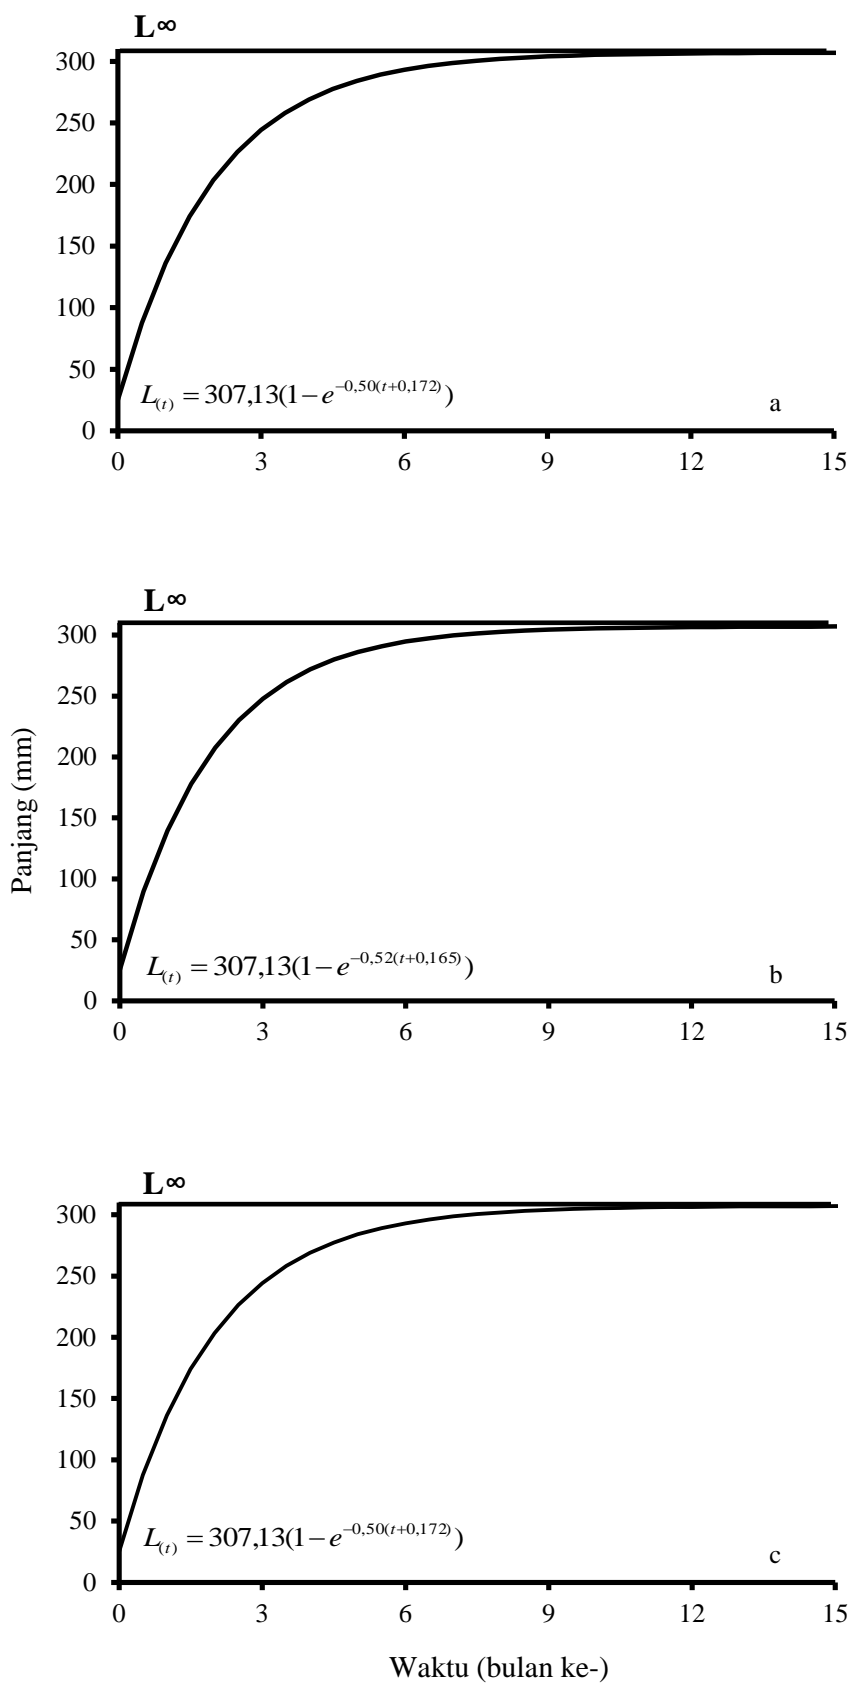 L∞
300
250
200
150
100
50
0
L(t) = 307,13(1−e^−0,50(t+0,172))
a
0 3 6 9 12 15
L∞
300
250
200
150
100
50
0
Panjang (mm)
L(t) = 307,13(1−e^−0,52(t+0,165))
b
0 3 6 9 12 15
L∞
300
250
200
150
100
50
0
L(t) = 307,13(1−e^−0,50(t+0,172))
c
0 3 6 9 12 15
Waktu (bulan ke-)